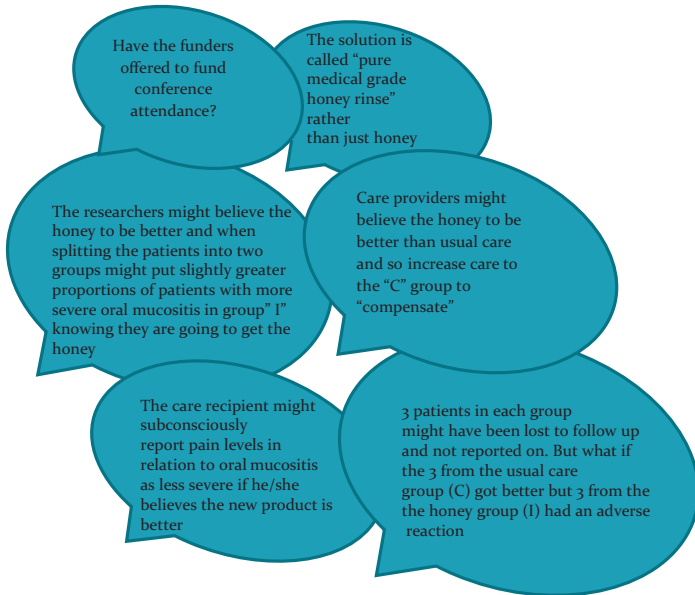 Have the funders
offered to fund
conference
attendance?
The solution is
called “pure
medical grade
honey rinse”
rather
than just honey
The researchers might believe the
honey to be better and when
splitting the patients into two
groups might put slightly greater
proportions of patients with more
severe oral mucositis in group” I”
knowing they are going to get the
honey
Care providers might
believe the honey to be
better than usual care
and so increase care to
the “C” group to
“compensate”
The care recipient might
subconsciously
report pain levels in
relation to oral mucositis
as less severe if he/she
believes the new product is
better
3 patients in each group
might have been lost to follow up
and not reported on. But what if
the 3 from the usual care
group (C) got better but 3 from the
the honey group (I) had an adverse
reaction